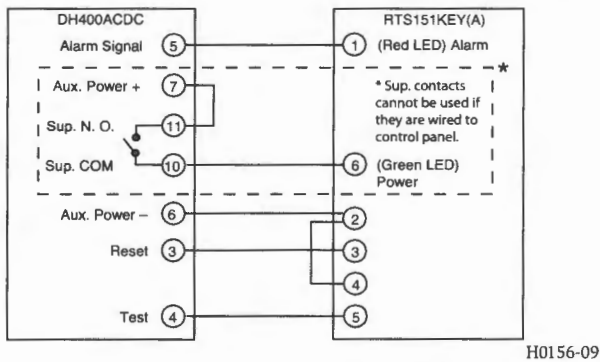 DH400ACDC
RTS151KEY(A)
Alarm Signal 5
1 (Red LED) Alarm
*
Aux. Power + 7
* Sup. contacts
cannot be used if
they are wired to
control panel.
Sup. N. O. 11
Sup. COM 10
6 (Green LED)
Power
Aux. Power – 6
2
Reset 3
3
4
Test 4
5
H0156-09